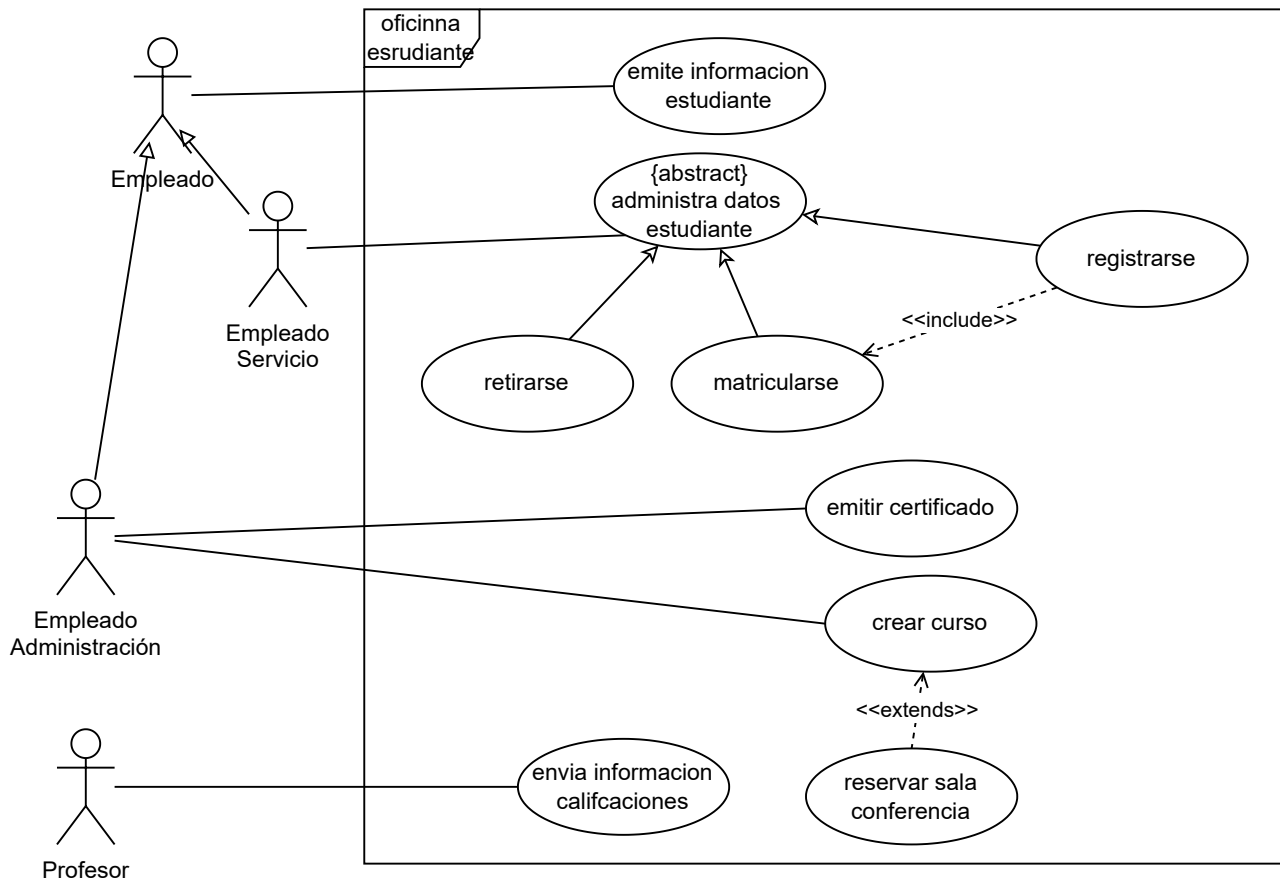 oficinna
esrudiante
emite informacion
estudiante
Empleado
{abstract}
administra datos
estudiante
registrarse
Empleado
Servicio
<<include>>
retirarse
matricularse
emitir certificado
Empleado
Administración
crear curso
<<extends>>
envia informacion
califcaciones
reservar sala
conferencia
Profesor